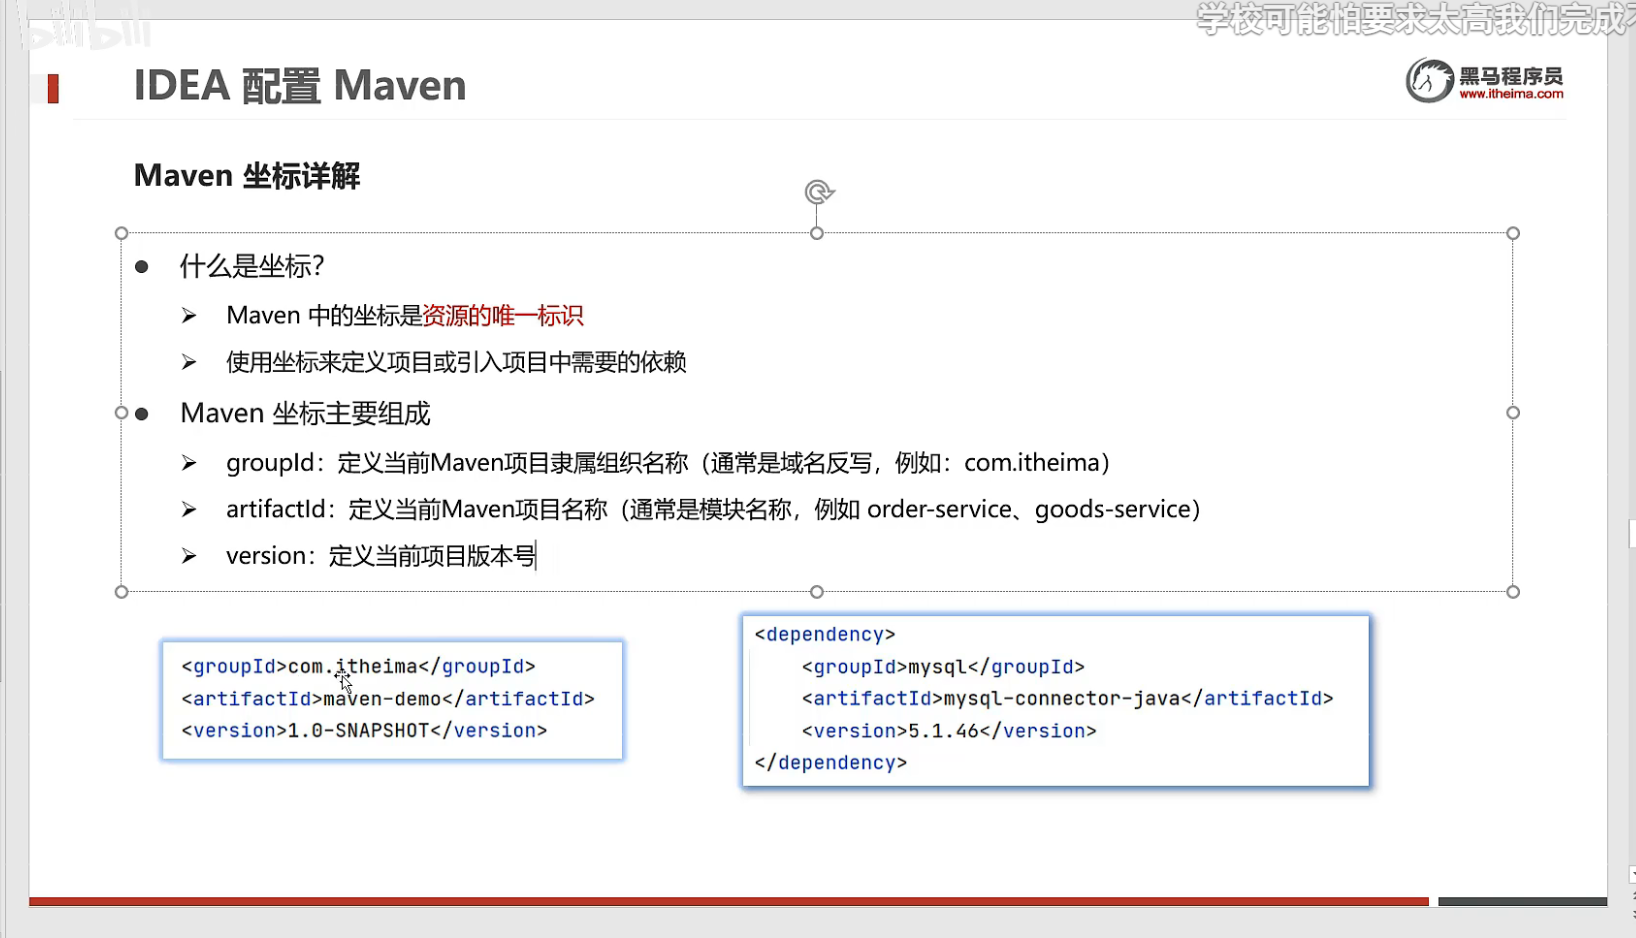 bilibili
学校可能怕要求太高我们完成不
IDEA 配置 Maven
黑马程序员
www.itheima.com
Maven 坐标详解
● 什么是坐标？
➢ Maven 中的坐标是资源的唯一标识
➢ 使用坐标来定义项目或引入项目中需要的依赖
● Maven 坐标主要组成
➢ groupId：定义当前Maven项目隶属组织名称（通常是域名反写，例如：com.itheima）
➢ artifactId：定义当前Maven项目名称（通常是模块名称，例如 order-service、goods-service）
➢ version：定义当前项目版本号
<groupId>com.itheima</groupId>
<artifactId>maven-demo</artifactId>
<version>1.0-SNAPSHOT</version>
<dependency>
<groupId>mysql</groupId>
<artifactId>mysql-connector-java</artifactId>
<version>5.1.46</version>
</dependency>